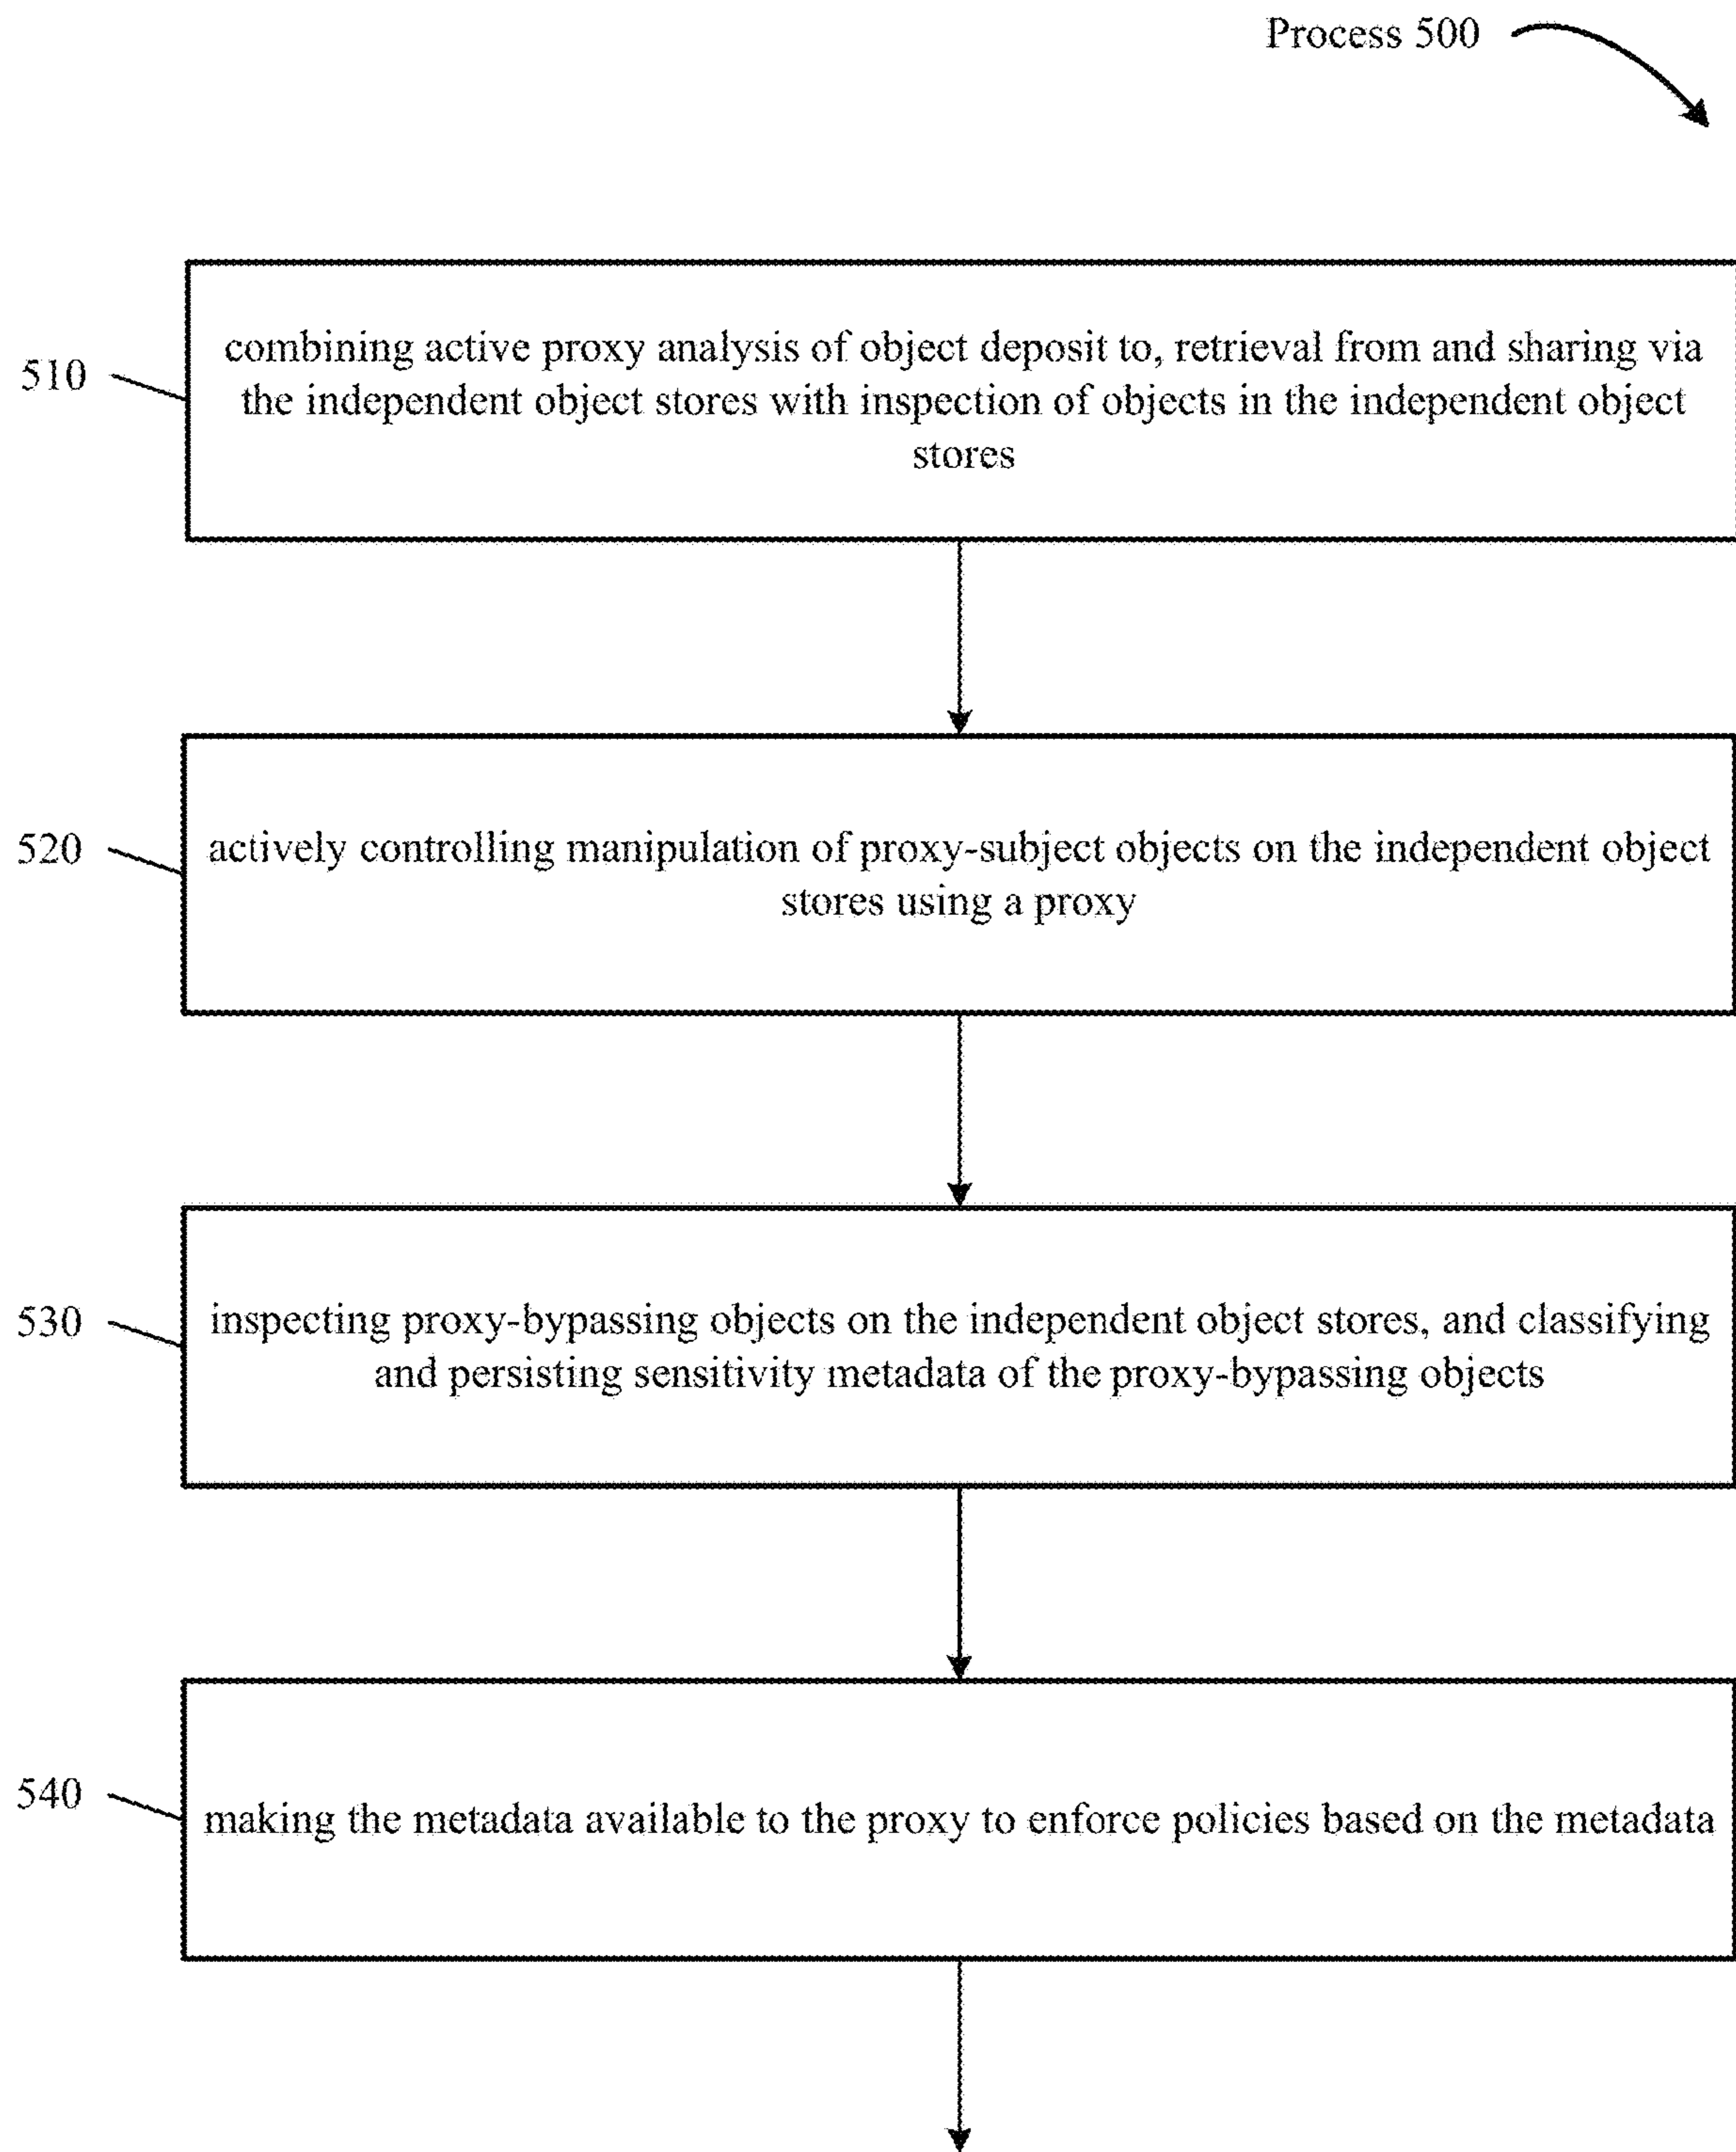 Process 500
510
combining active proxy analysis of object deposit to, retrieval from and sharing via
the independent object stores with inspection of objects in the independent object
stores
520
actively controlling manipulation of proxy-subject objects on the independent object
stores using a proxy
530
inspecting proxy-bypassing objects on the independent object stores, and classifying
and persisting sensitivity metadata of the proxy-bypassing objects
540
making the metadata available to the proxy to enforce policies based on the metadata